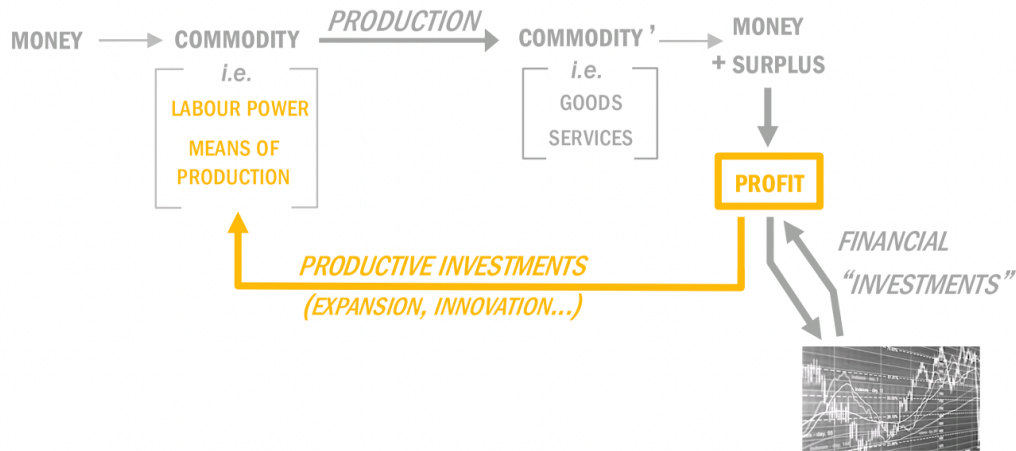 MONEY
COMMODITY
i.e.
LABOUR POWER
MEANS OF
PRODUCTION
PRODUCTION
COMMODITY ’
i.e.
GOODS
SERVICES
MONEY
+ SURPLUS
PROFIT
PRODUCTIVE INVESTMENTS
(EXPANSION, INNOVATION...)
FINANCIAL
“INVESTMENTS”